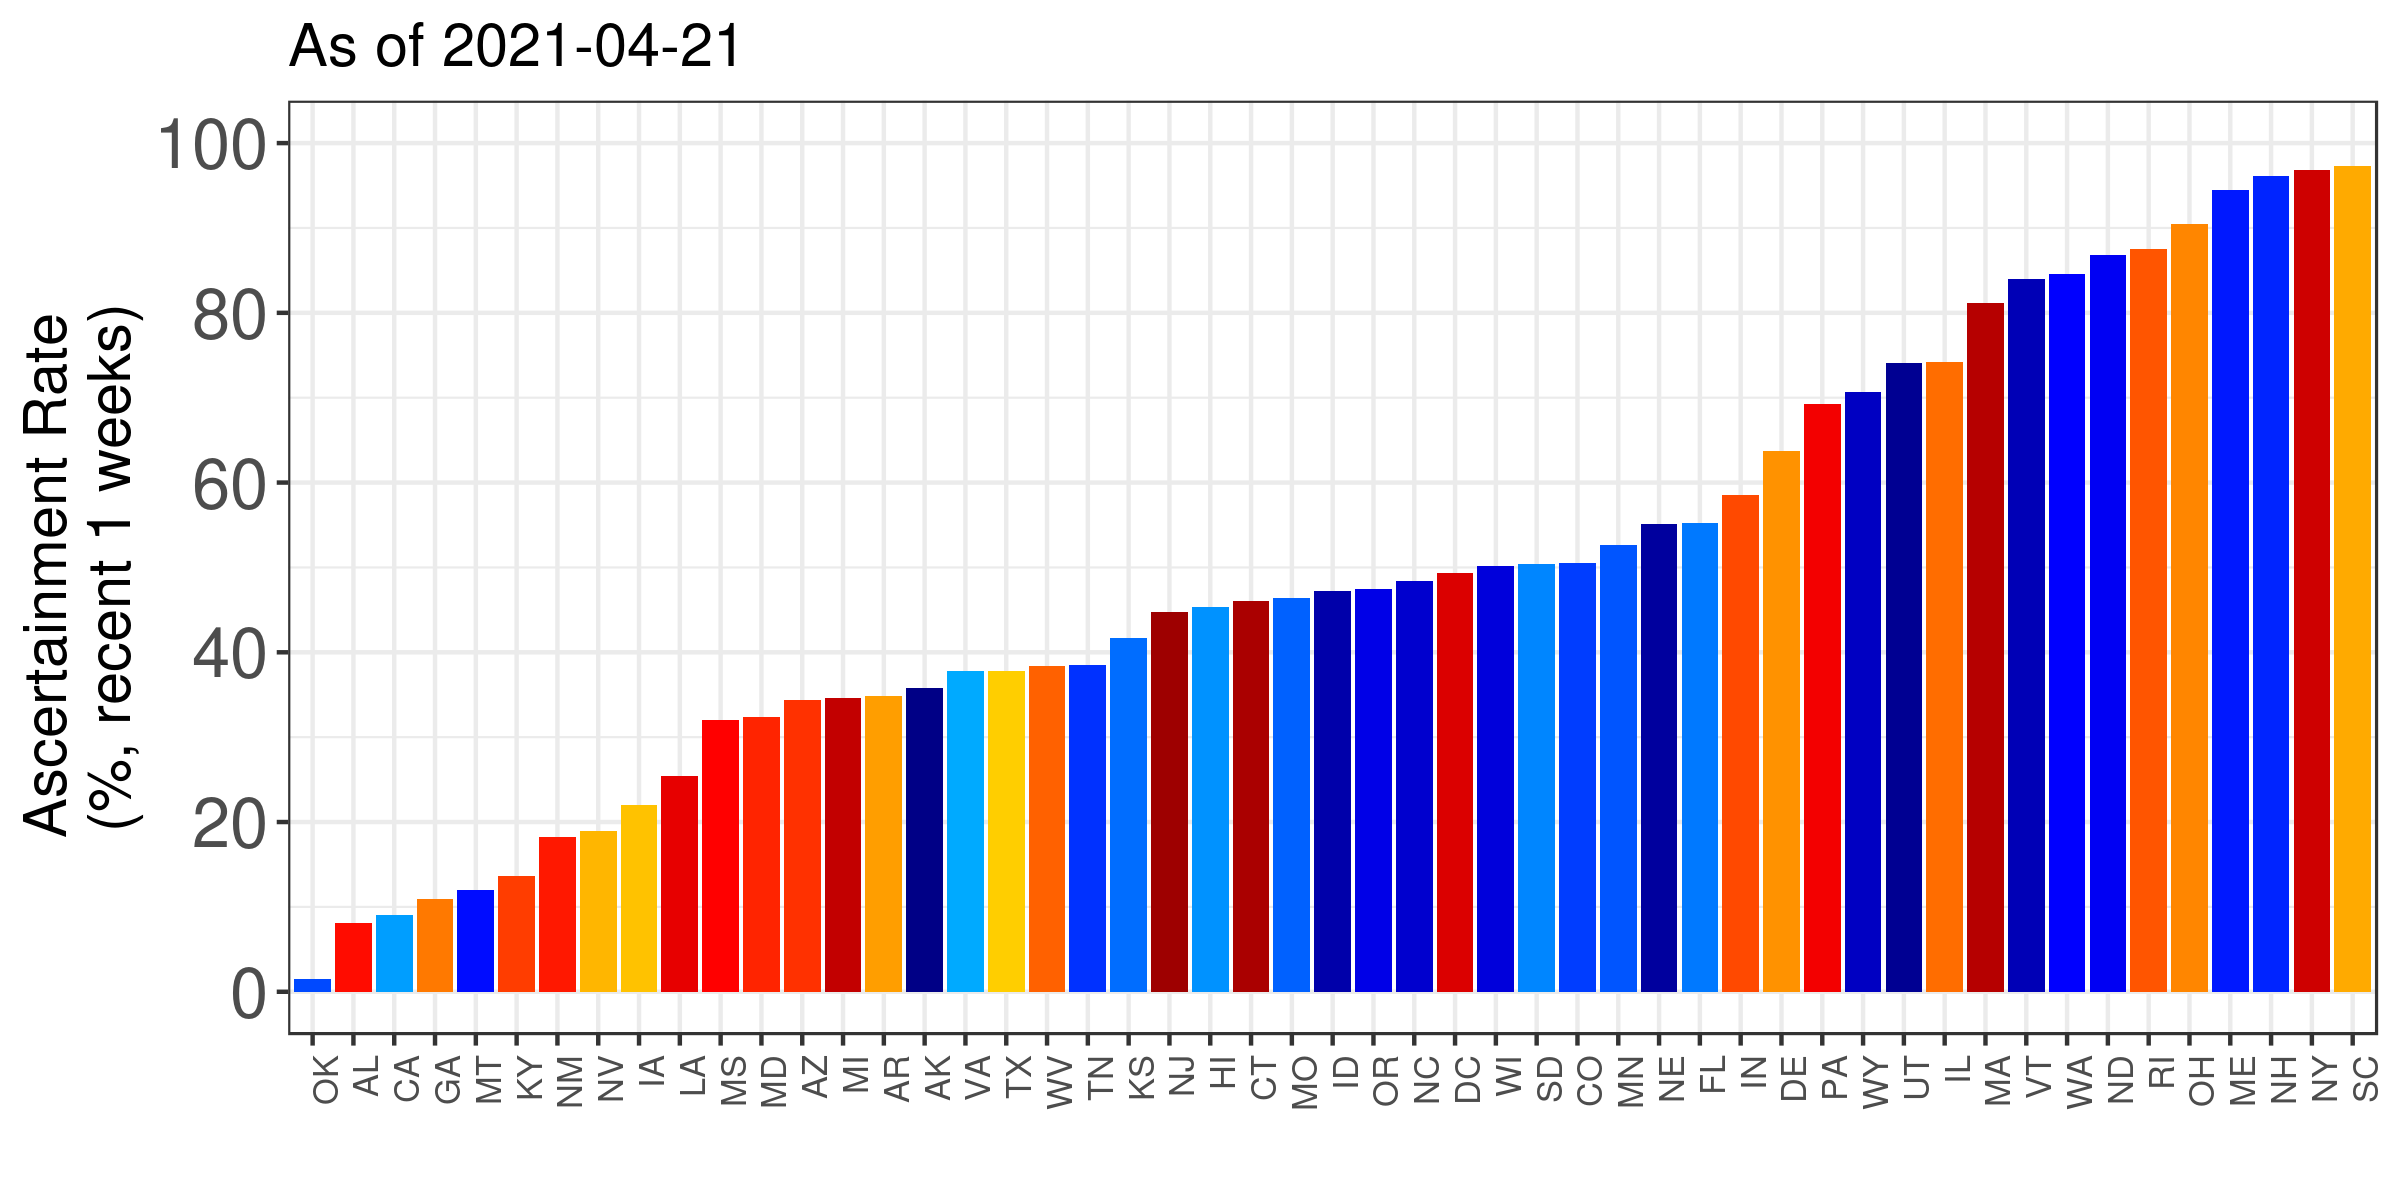 As of 2021-04-21
Ascertainment Rate
(%, recent 1 weeks)
100
80
60
40
20
0
OK AL CA GA MT KY NM NV IA LA MS MD AZ MI AR AK VA TX WV TN KS NJ HI CT MO ID OR NC DC WI SD CO MN NE FL IN DE PA WY UT IL MA VT WA ND RI OH ME NH NY SC